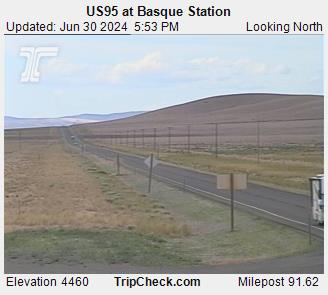 US95 at Basque Station
Updated: Jun 30 2024 5:53 PM Looking North
Elevation 4460 TripCheck.com Milepost 91.62